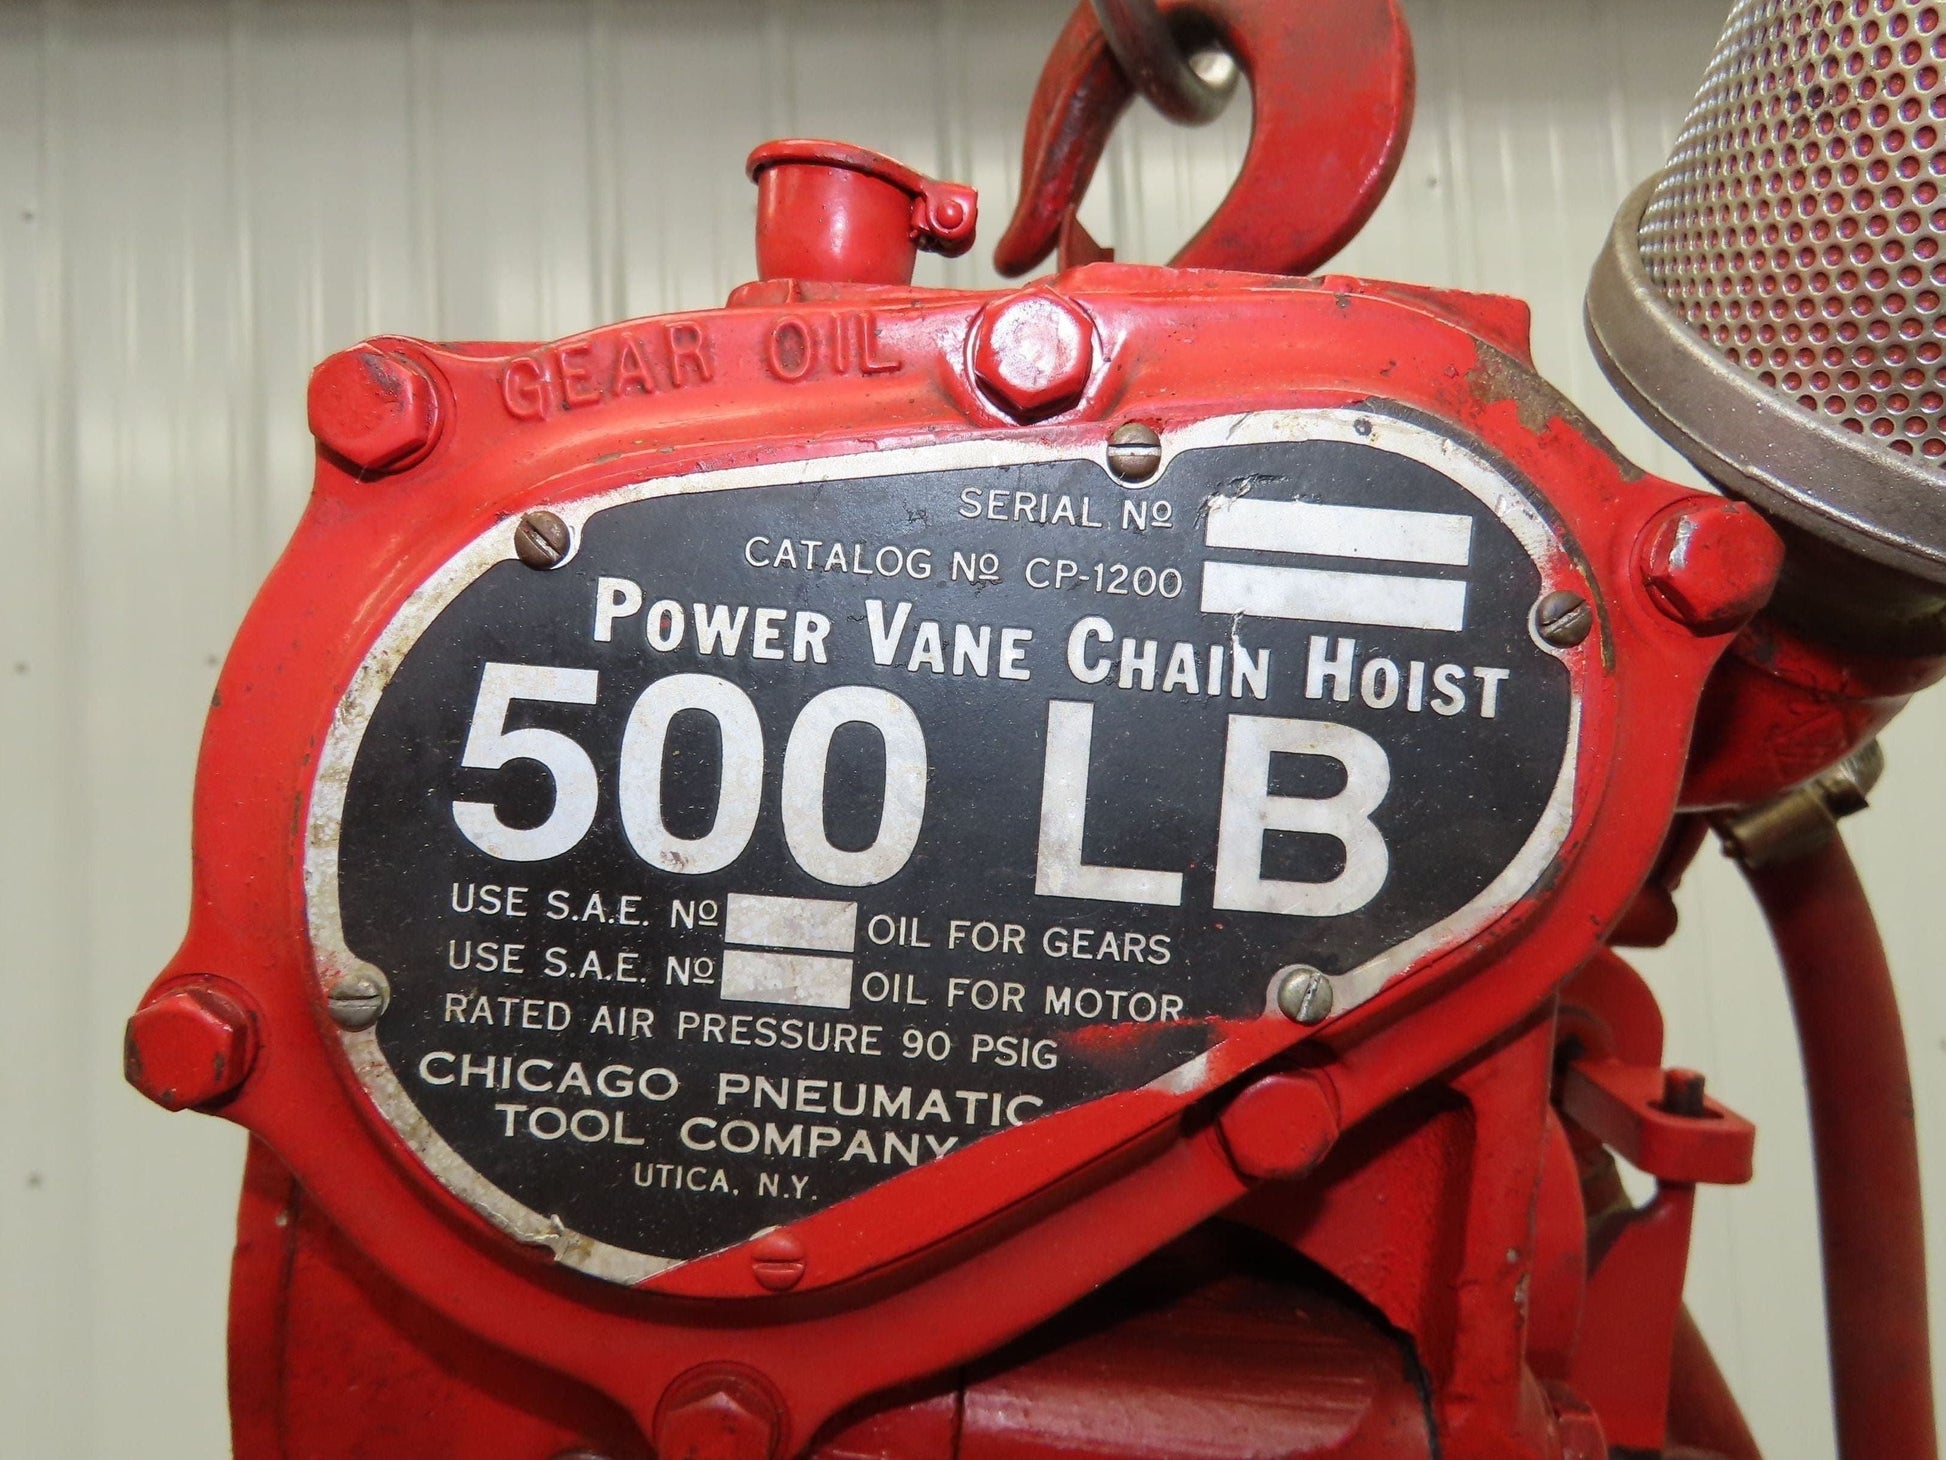 GEAR OIL
SERIAL Nº
CATALOG Nº CP-1200
POWER VANE CHAIN HOIST
500 LB
USE S.A.E. Nº OIL FOR GEARS
USE S.A.E. Nº OIL FOR MOTOR
RATED AIR PRESSURE 90 PSIG
CHICAGO PNEUMATIC
TOOL COMPANY
UTICA, N.Y.